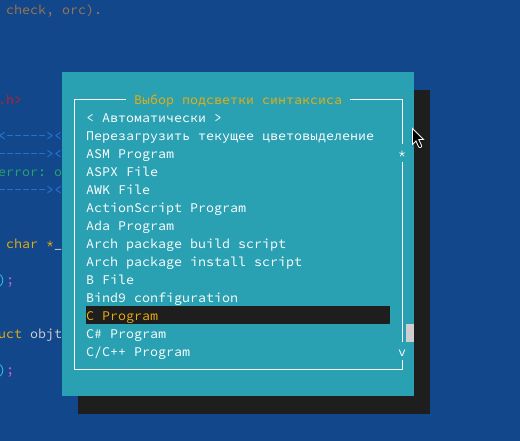 check, orc).
.h>
Выбор подсветки синтаксиса
< Автоматически >
Перезагрузить текущее цветовыделение
<-----><
ASM Program
*
<-----><
ASPX File
error: o
AWK File
<-----><
ActionScript Program
Ada Program
Arch package build script
char *_
Arch package install script
B File
);
Bind9 configuration
C Program
C# Program
uct objt
C/C++ Program
v
);